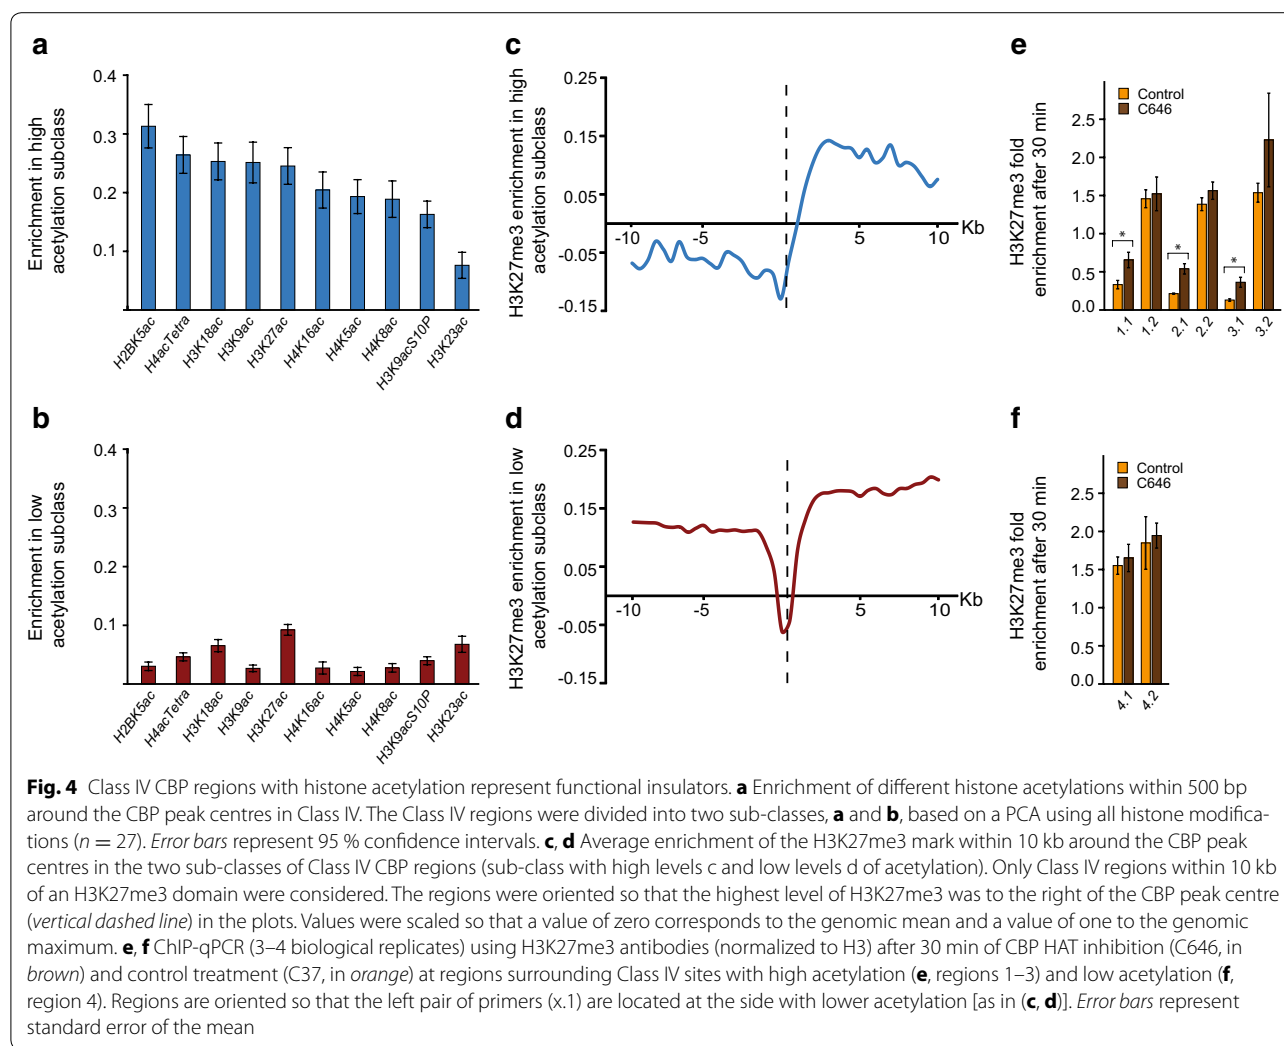 a
Enrichment in high
acetylation subclass
0.4
0.3
0.2
0.1
H2BK5ac
H4acTetra
H3K18ac
H3K9ac
H3K27ac
H4K16ac
H4K5ac
H4K8ac
H3K9acS10P
H3K23ac
c
H3K27me3 enrichment in high
acetylation subclass
0.25
0.15
0.05
-0.05
-0.15
-10
-5
5
10
Kb
e
H3K27me3 fold
enrichment after 30 min
Control
C646
2.5
2.0
1.5
1.0
0.5
0.0
*
*
*
1.1
1.2
2.1
2.2
3.1
3.2
b
Enrichment in low
acetylation subclass
0.4
0.3
0.2
0.1
H2BK5ac
H4acTetra
H3K18ac
H3K9ac
H3K27ac
H4K16ac
H4K5ac
H4K8ac
H3K9acS10P
H3K23ac
d
H3K27me3 enrichment in low
acetylation subclass
0.25
0.15
0.05
-0.05
-0.15
-10
-5
5
10
Kb
f
H3K27me3 fold
enrichment after 30 min
Control
C646
2.5
2.0
1.5
1.0
0.5
0.0
4.1
4.2
Fig. 4 Class IV CBP regions with histone acetylation represent functional insulators. a Enrichment of different histone acetylations within 500 bp
around the CBP peak centres in Class IV. The Class IV regions were divided into two sub-classes, a and b, based on a PCA using all histone modifica-
tions (n = 27). Error bars represent 95 % confidence intervals. c, d Average enrichment of the H3K27me3 mark within 10 kb around the CBP peak
centres in the two sub-classes of Class IV CBP regions (sub-class with high levels c and low levels d of acetylation). Only Class IV regions within 10 kb
of an H3K27me3 domain were considered. The regions were oriented so that the highest level of H3K27me3 was to the right of the CBP peak centre
(vertical dashed line) in the plots. Values were scaled so that a value of zero corresponds to the genomic mean and a value of one to the genomic
maximum. e, f ChIP-qPCR (3–4 biological replicates) using H3K27me3 antibodies (normalized to H3) after 30 min of CBP HAT inhibition (C646, in
brown) and control treatment (C37, in orange) at regions surrounding Class IV sites with high acetylation (e, regions 1–3) and low acetylation (f,
region 4). Regions are oriented so that the left pair of primers (x.1) are located at the side with lower acetylation [as in (c, d)]. Error bars represent
standard error of the mean